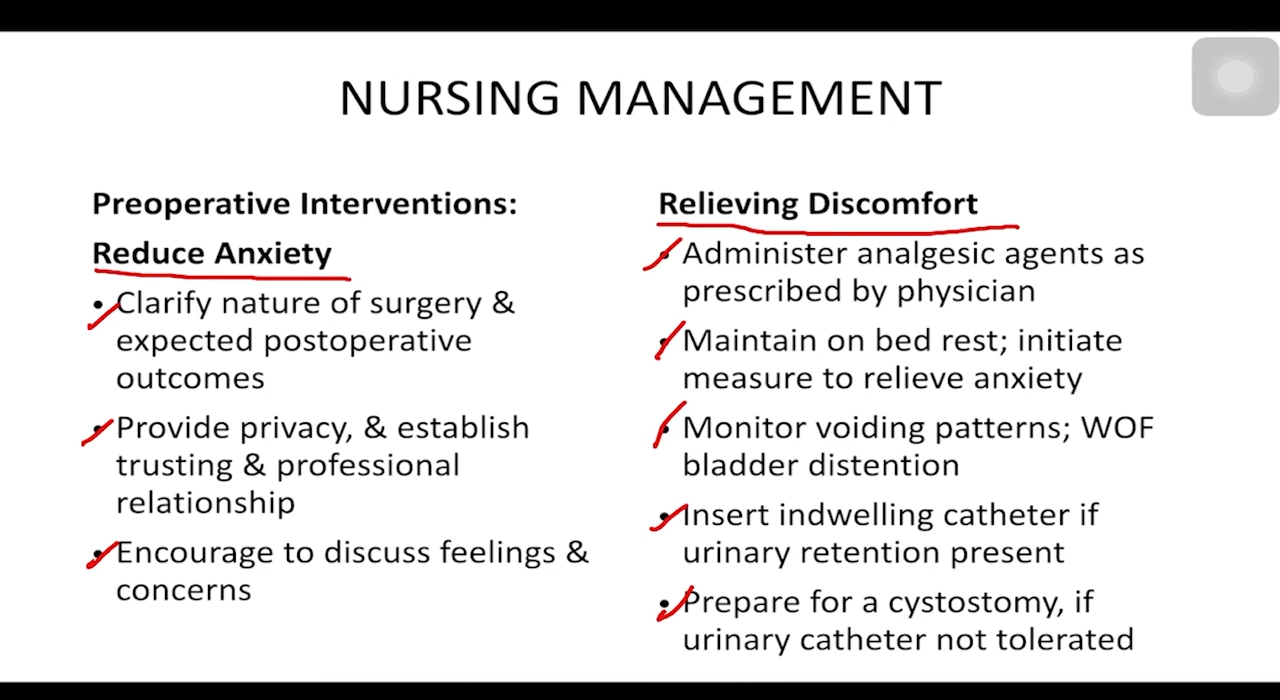 NURSING MANAGEMENT
Preoperative Interventions:
Reduce Anxiety
• Clarify nature of surgery &
expected postoperative
outcomes
• Provide privacy, & establish
trusting & professional
relationship
• Encourage to discuss feelings &
concerns
Relieving Discomfort
• Administer analgesic agents as
prescribed by physician
• Maintain on bed rest; initiate
measure to relieve anxiety
• Monitor voiding patterns; WOF
bladder distention
• Insert indwelling catheter if
urinary retention present
• Prepare for a cystostomy, if
urinary catheter not tolerated